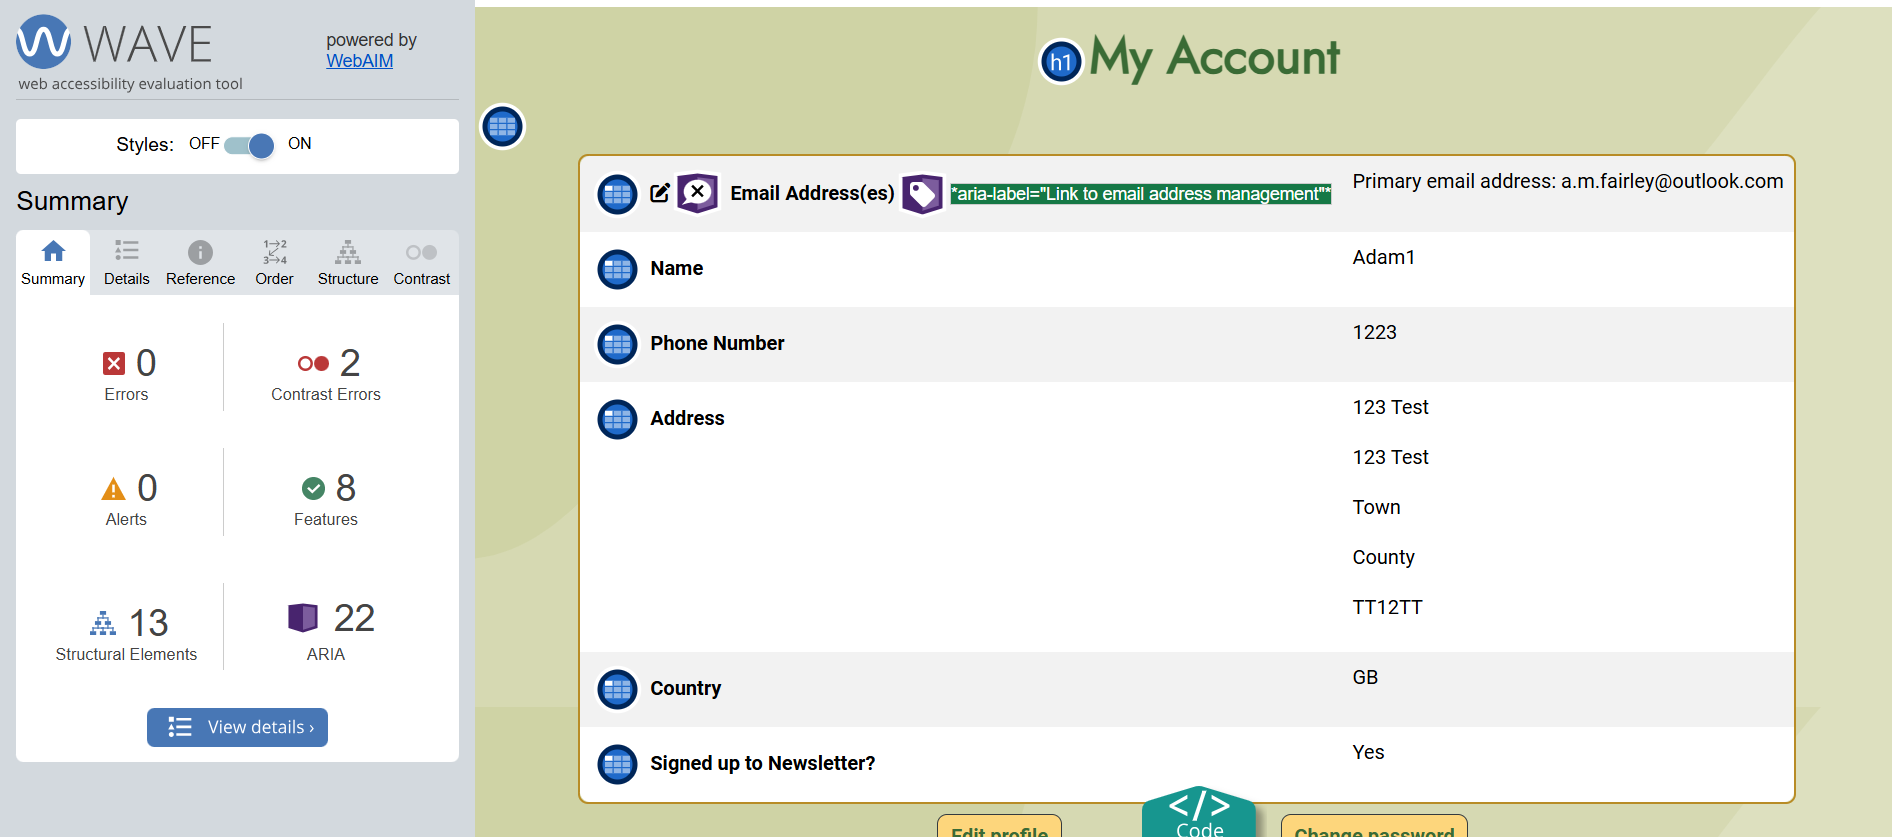 WAVE
powered by
WebAIM
web accessibility evaluation tool
Styles: OFF ON
Summary
Summary
Details
Reference
Order
Structure
Contrast
0
Errors
2
Contrast Errors
0
Alerts
8
Features
13
Structural Elements
22
ARIA
View details ›
h1 My Account
Email Address(es) *aria-label="Link to email address management"* Primary email address: a.m.fairley@outlook.com
Name Adam1
Phone Number 1223
Address 123 Test
123 Test
Town
County
TT12TT
Country GB
Signed up to Newsletter? Yes
Edit profile
</>
Code
Change password